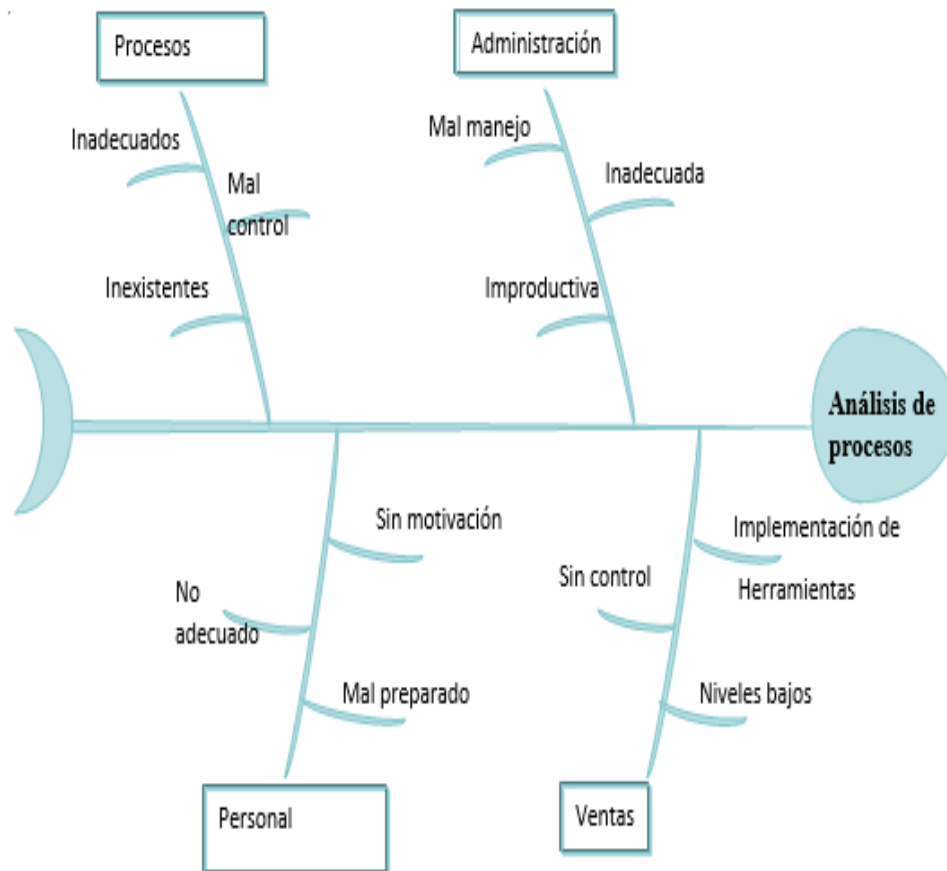 Procesos
Administración
Inadecuados
Mal manejo
Mal
control
Inadecuada
Inexistentes
Improductiva
Análisis de
procesos
Sin motivación
Implementación de
Herramientas
Sin control
No
adecuado
Mal preparado
Niveles bajos
Personal
Ventas